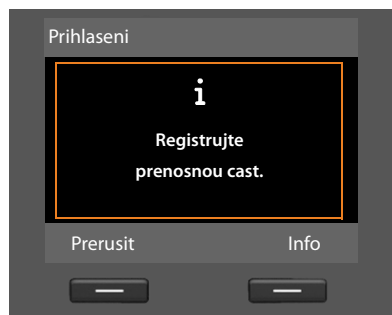 Prihlaseni
i
Registrujte
prenosnou cast.
Prerusit Info